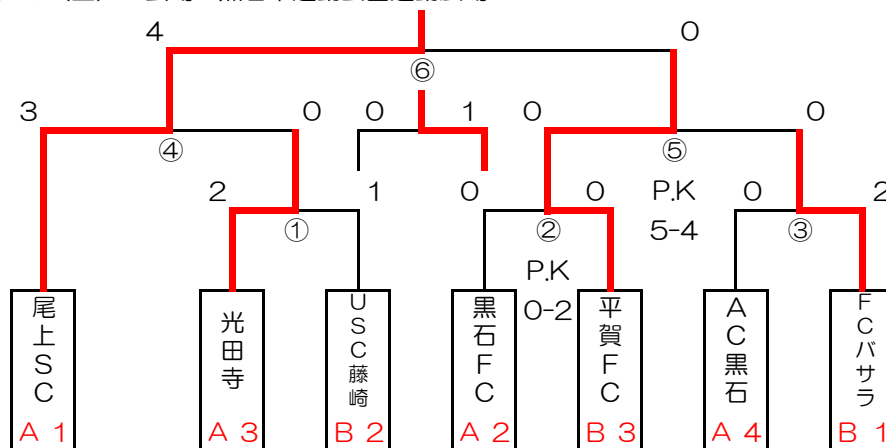 4 0
⑥
3 0 0 1 0 0
④ ⑤
2 1 0 0 P.K 0 2
① ② 5-4 ③
P.K
0-2
尾上SC
光田寺
USC藤崎
黒石FC
平賀FC
AC黒石
FCバサラ
A 1 A 3 B 2 A 2 B 3 A 4 B 1